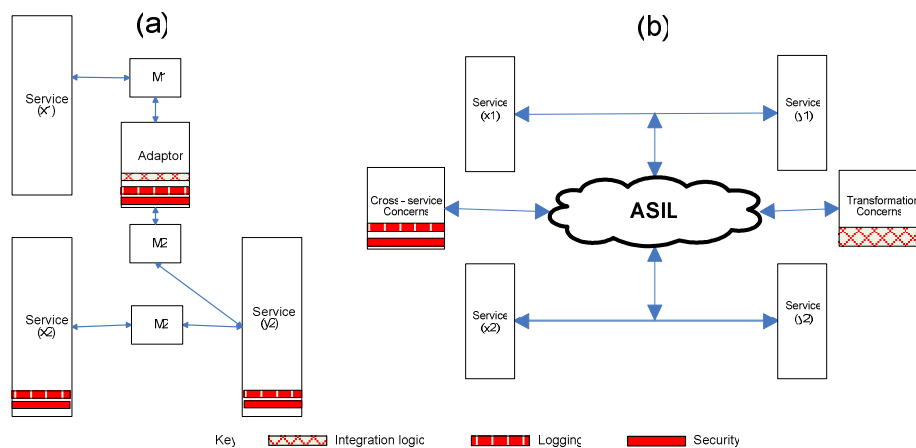 (a)
Service
(x1)
M1
Adaptor
M2
Service
(x2)
M2
Service
(y2)
(b)
Service
(x1)
Service
(y1)
Cross - service
Concerns
ASIL
Transformation
Concerns
Service
(x2)
Service
(y2)
Key
Integration logic
Logging
Security